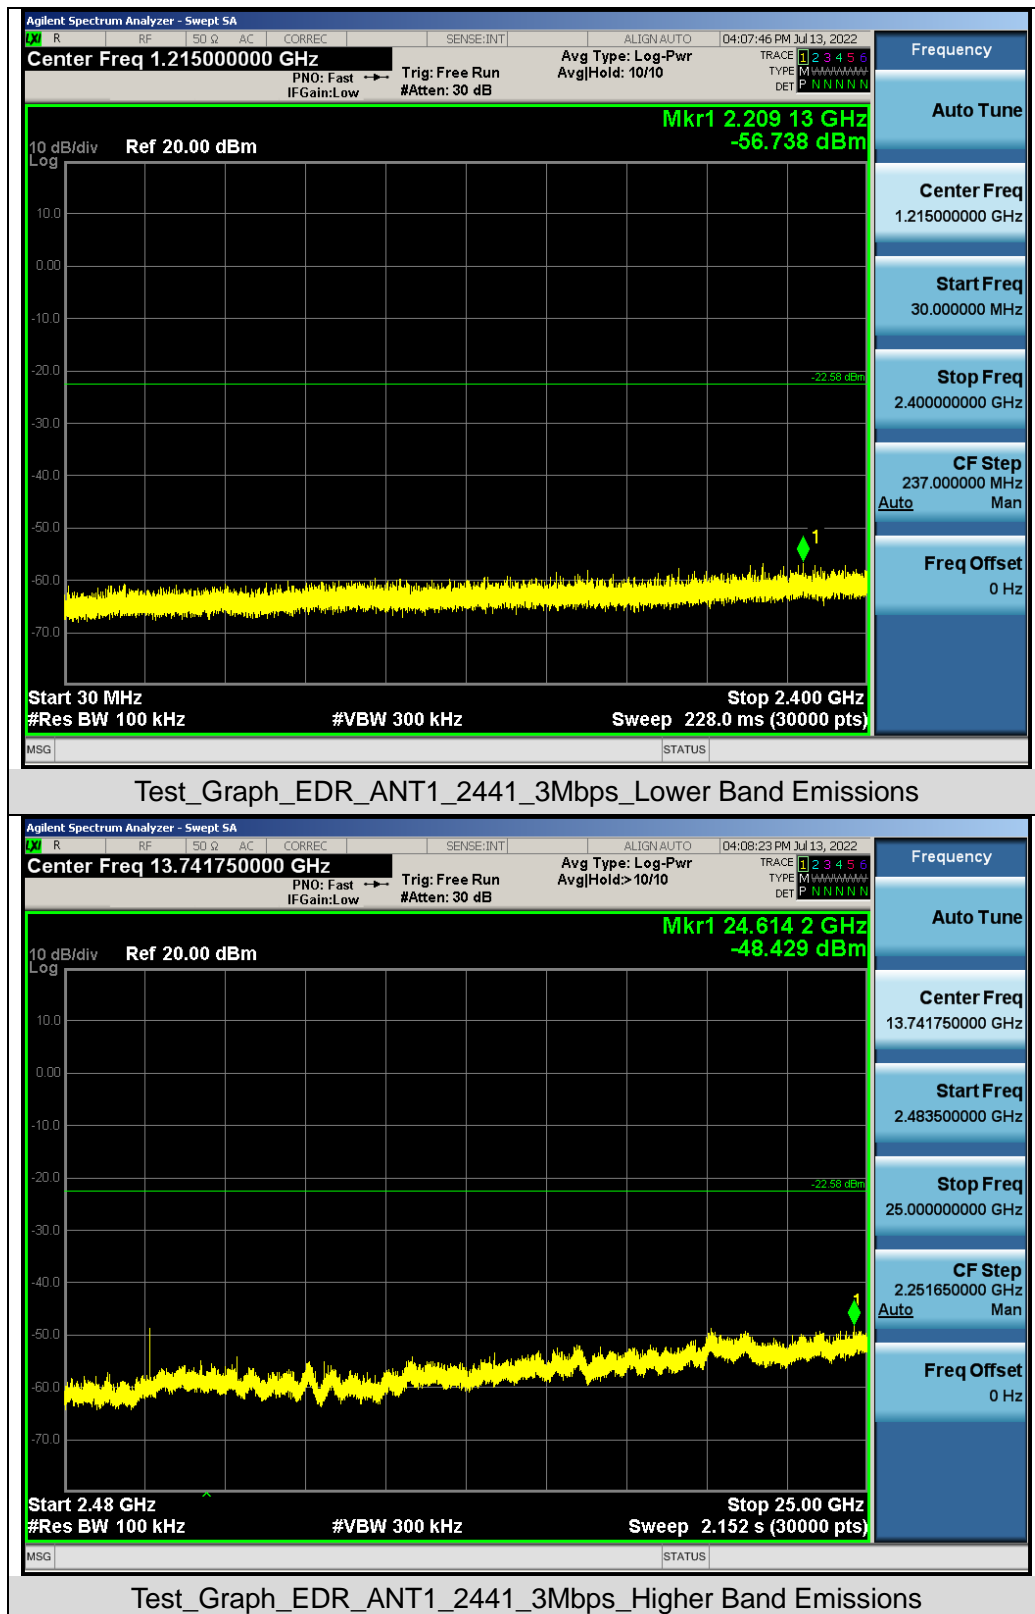 Agilent Spectrum Analyzer - Swept SA
LXI R RF 50 Ω AC CORREC SENSE:INT ALIGN AUTO 04:07:46 PM Jul 13, 2022
Center Freq 1.215000000 GHz
PNO: Fast
IFGain:Low
Trig: Free Run
#Atten: 30 dB
Avg Type: Log-Pwr
Avg|Hold: 10/10
TRACE 1 2 3 4 5 6
TYPE M WWWWW
DET P N N N N N
Mkr1 2.209 13 GHz
-56.738 dBm
10 dB/div Ref 20.00 dBm
Log
10.0
0.00
-10.0
-20.0
-22.58 dBm
-30.0
-40.0
-50.0
1
-60.0
-70.0
Start 30 MHz Stop 2.400 GHz
#Res BW 100 kHz #VBW 300 kHz Sweep 228.0 ms (30000 pts)
MSG STATUS
Frequency
Auto Tune
Center Freq
1.215000000 GHz
Start Freq
30.000000 MHz
Stop Freq
2.400000000 GHz
CF Step
237.000000 MHz
Auto Man
Freq Offset
0 Hz
Test_Graph_EDR_ANT1_2441_3Mbps_Lower Band Emissions
Agilent Spectrum Analyzer - Swept SA
LXI R RF 50 Ω AC CORREC SENSE:INT ALIGN AUTO 04:08:23 PM Jul 13, 2022
Center Freq 13.741750000 GHz
PNO: Fast
IFGain:Low
Trig: Free Run
#Atten: 30 dB
Avg Type: Log-Pwr
Avg|Hold:>10/10
TRACE 1 2 3 4 5 6
TYPE M WWWWW
DET P N N N N N
Mkr1 24.614 2 GHz
-48.429 dBm
10 dB/div Ref 20.00 dBm
Log
10.0
0.00
-10.0
-20.0
-22.58 dBm
-30.0
-40.0
1
-50.0
-60.0
-70.0
Start 2.48 GHz Stop 25.00 GHz
#Res BW 100 kHz #VBW 300 kHz Sweep 2.152 s (30000 pts)
MSG STATUS
Frequency
Auto Tune
Center Freq
13.741750000 GHz
Start Freq
2.483500000 GHz
Stop Freq
25.000000000 GHz
CF Step
2.251650000 GHz
Auto Man
Freq Offset
0 Hz
Test_Graph_EDR_ANT1_2441_3Mbps_Higher Band Emissions